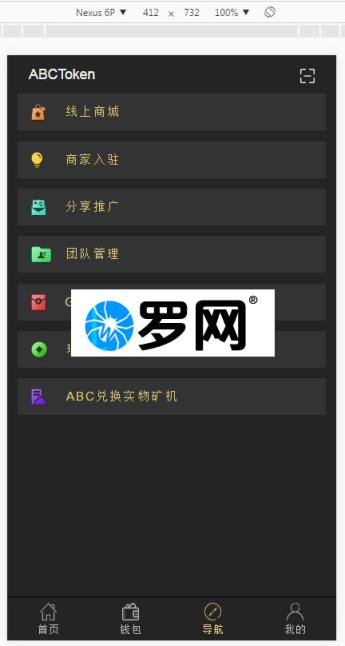 Nexus 6P ▼ 412 × 732 100% ▼
ABCToken
线上商城
商家入驻
分享推广
团队管理
罗网®
ABC兑换实物矿机
首页 钱包 导航 我的